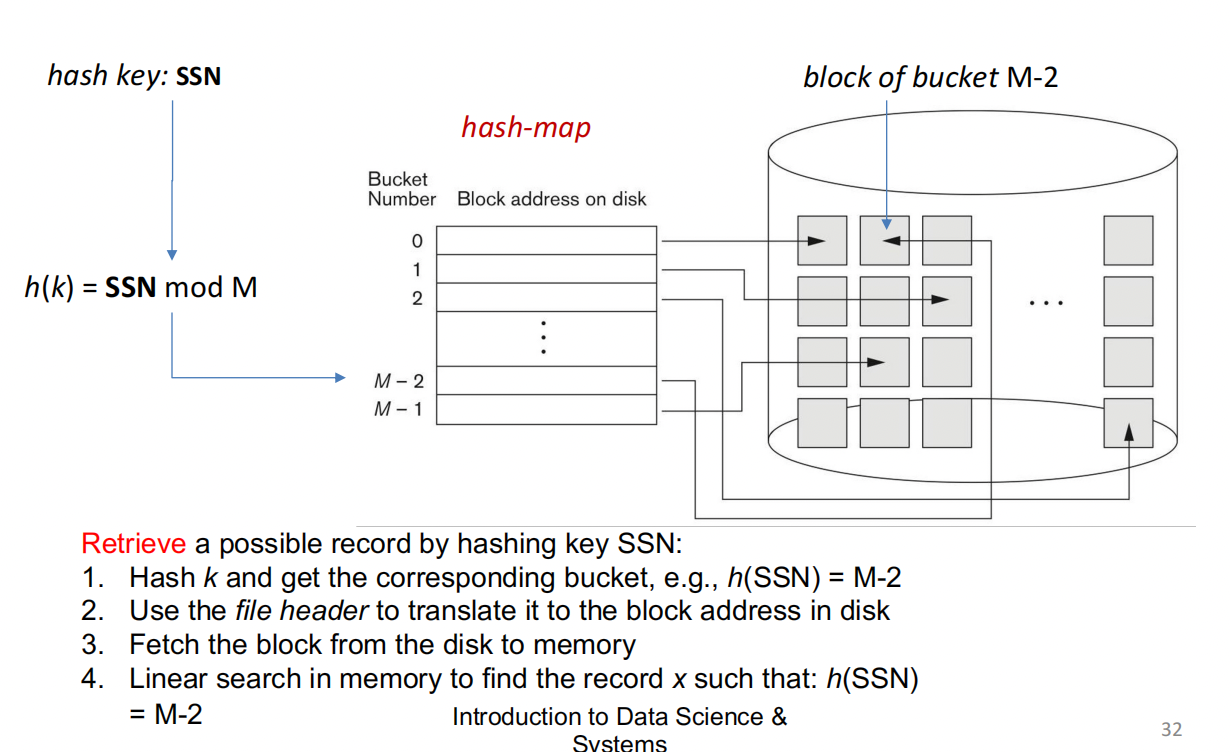 hash key: SSN
block of bucket M-2
hash-map
Bucket
Number
Block address on disk
0
1
2
h(k) = SSN mod M
M – 2
M – 1
Retrieve a possible record by hashing key SSN:
1. Hash k and get the corresponding bucket, e.g., h(SSN) = M-2
2. Use the file header to translate it to the block address in disk
3. Fetch the block from the disk to memory
4. Linear search in memory to find the record x such that: h(SSN)
= M-2
Introduction to Data Science &
Systems
32